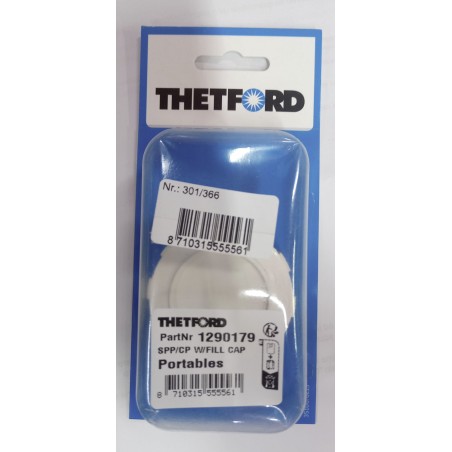 THETFORD
Nr.: 301/366
8 710315 555561
THETFORD
PartNr 1290179
SPP/CP W/FILL CAP
Portables
8 710315 555561